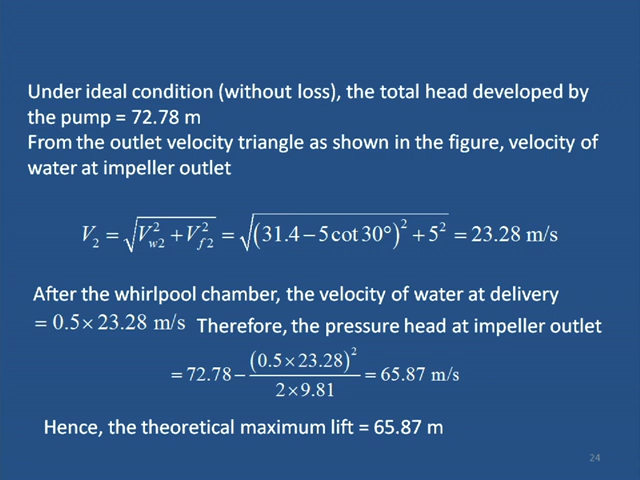 Under ideal condition (without loss), the total head developed by
the pump = 72.78 m
From the outlet velocity triangle as shown in the figure, velocity of
water at impeller outlet
V₂ = √(V²w2 + V²f2) = √((31.4 − 5 cot 30°)² + 5²) = 23.28 m/s
After the whirlpool chamber, the velocity of water at delivery
= 0.5 × 23.28 m/s Therefore, the pressure head at impeller outlet
= 72.78 − (0.5 × 23.28)² / (2 × 9.81) = 65.87 m/s
Hence, the theoretical maximum lift = 65.87 m
24